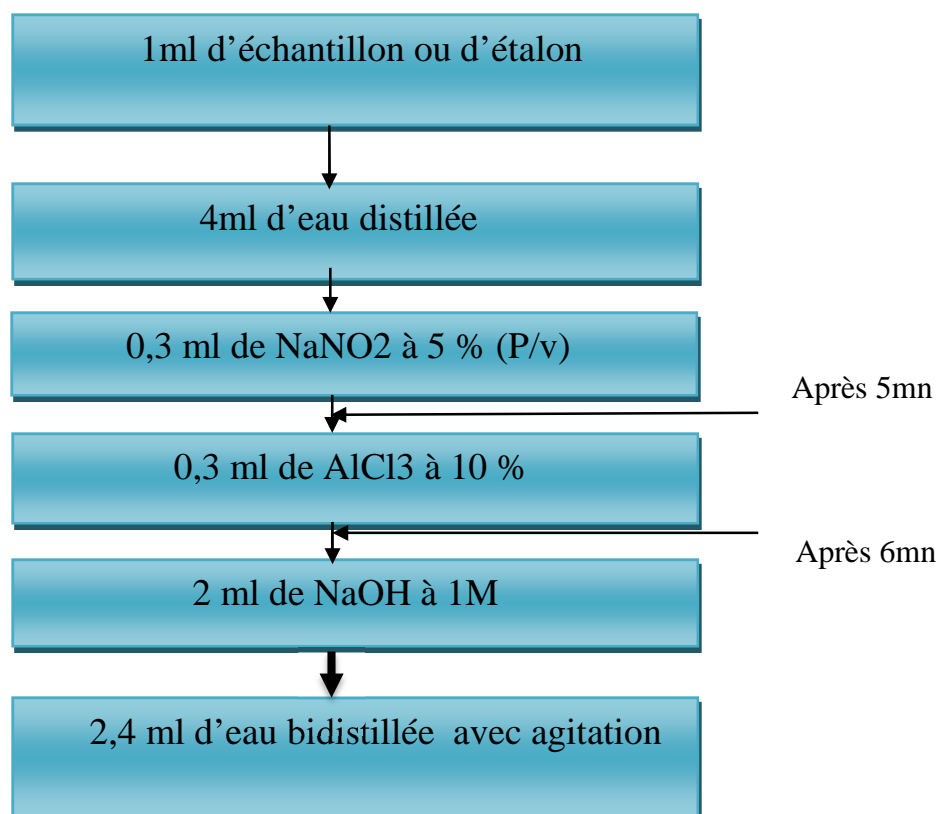 1ml d’échantillon ou d’étalon
4ml d’eau distillée
0,3 ml de NaNO2 à 5 % (P/v)
Après 5mn
0,3 ml de AlCl3 à 10 %
Après 6mn
2 ml de NaOH à 1M
2,4 ml d’eau bidistillée avec agitation